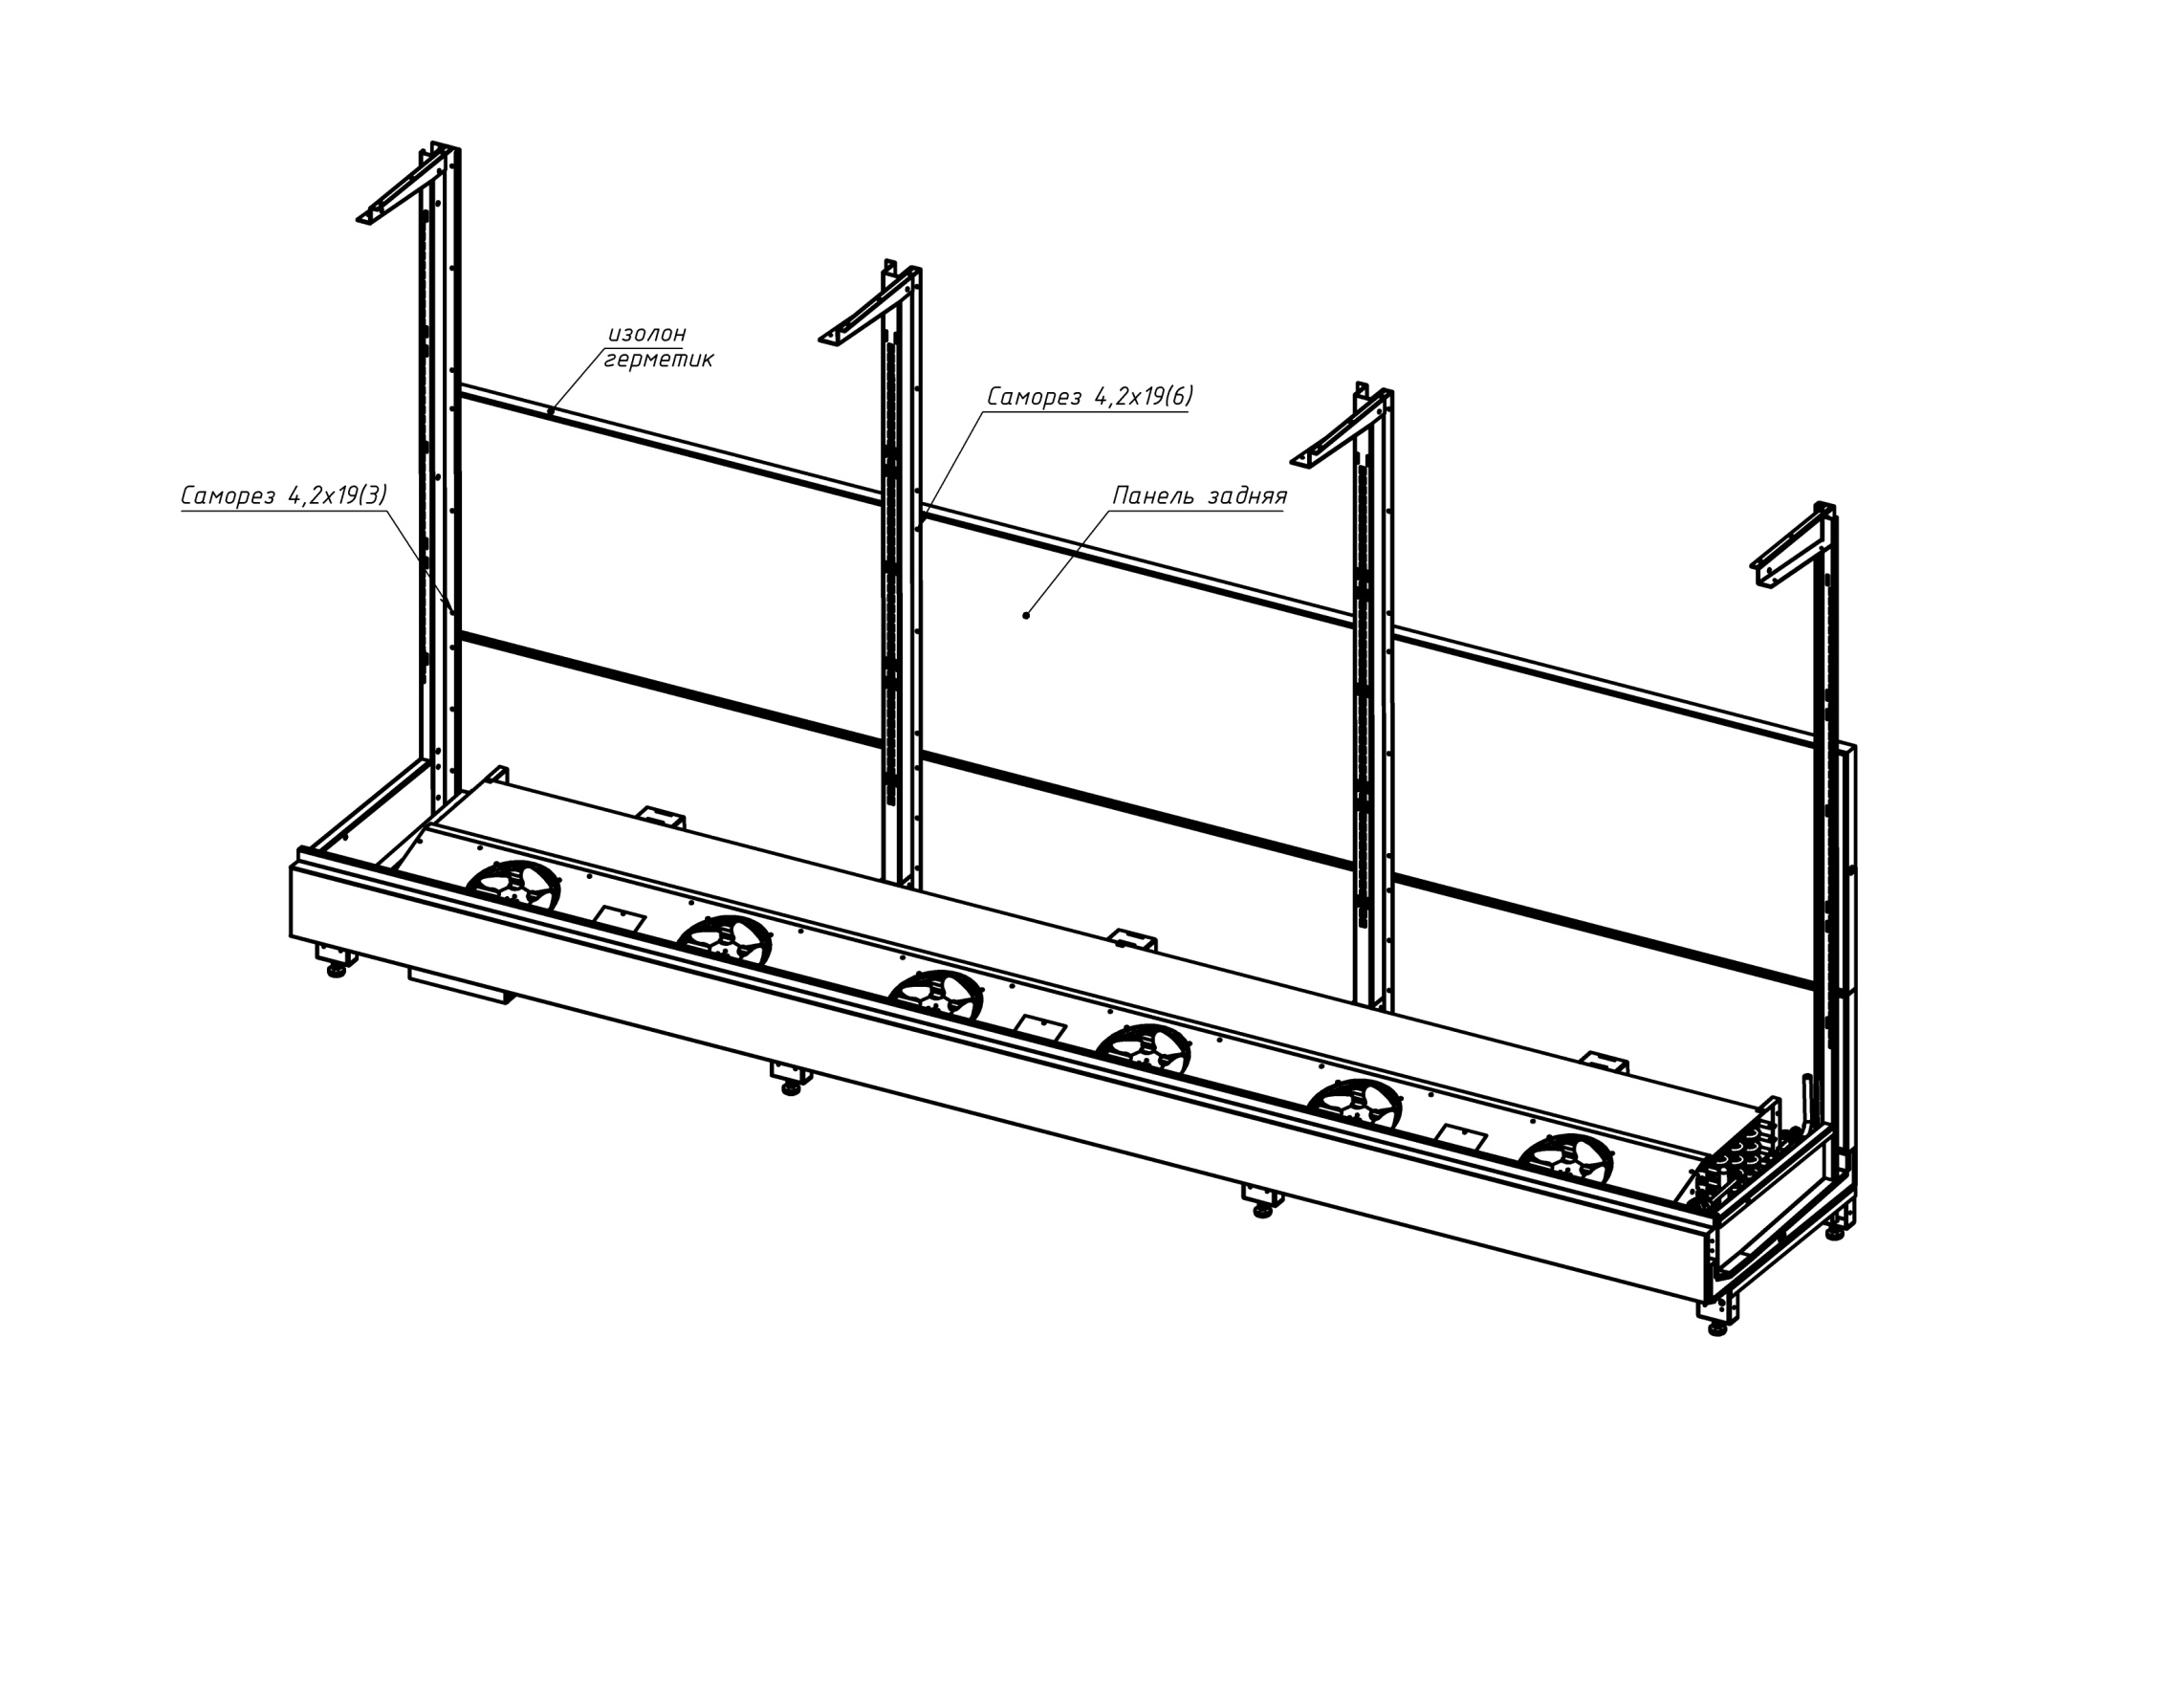 изолон
герметик
Саморез 4,2х19(6)
Саморез 4,2х19(3)
Панель задняя